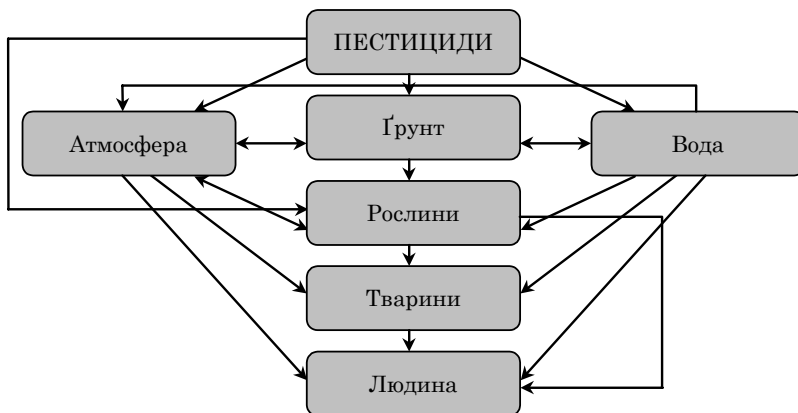 ПЕСТИЦИДИ
Ґрунт
Атмосфера
Вода
Рослини
Тварини
Людина